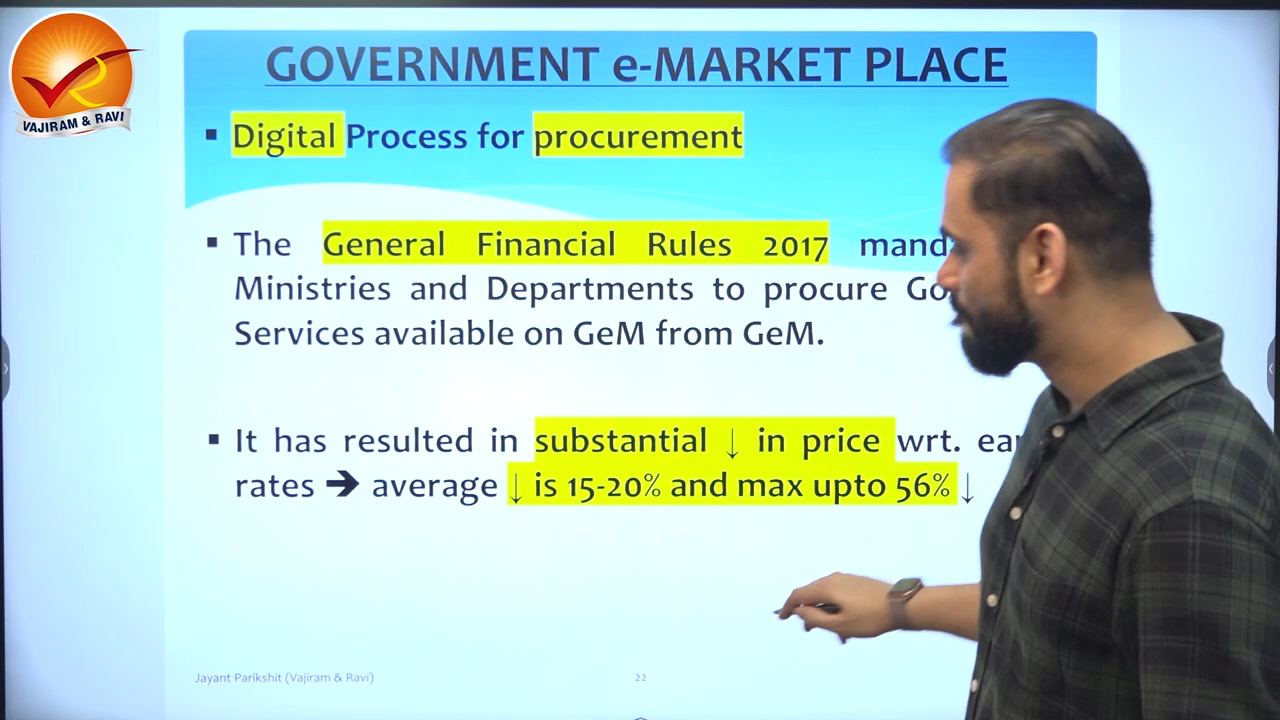 VAJIRAM & RAVI
GOVERNMENT e-MARKET PLACE
▪ Digital Process for procurement
▪ The General Financial Rules 2017
Ministries and Departments to procure
Services available on GeM from GeM.
▪ It has resulted in substantial ↓ in price wrt.
rates ➔ average ↓ is 15-20% and max upto 56% ↓
Jayant Parikshit (Vajiram & Ravi)
22